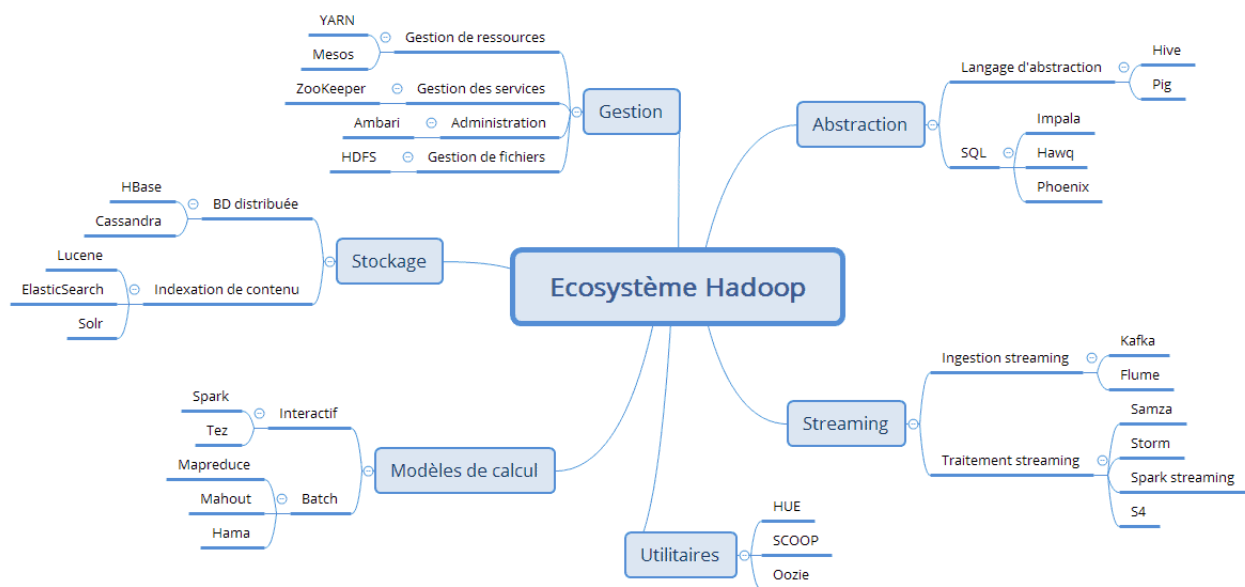 Ecosystème Hadoop
Gestion
Gestion de ressources
YARN
Mesos
Gestion des services
ZooKeeper
Administration
Ambari
Gestion de fichiers
HDFS
Stockage
BD distribuée
HBase
Cassandra
Indexation de contenu
Lucene
ElasticSearch
Solr
Modèles de calcul
Interactif
Spark
Tez
Batch
Mapreduce
Mahout
Hama
Abstraction
Langage d'abstraction
Hive
Pig
SQL
Impala
Hawq
Phoenix
Streaming
Ingestion streaming
Kafka
Flume
Traitement streaming
Samza
Storm
Spark streaming
S4
Utilitaires
HUE
SCOOP
Oozie